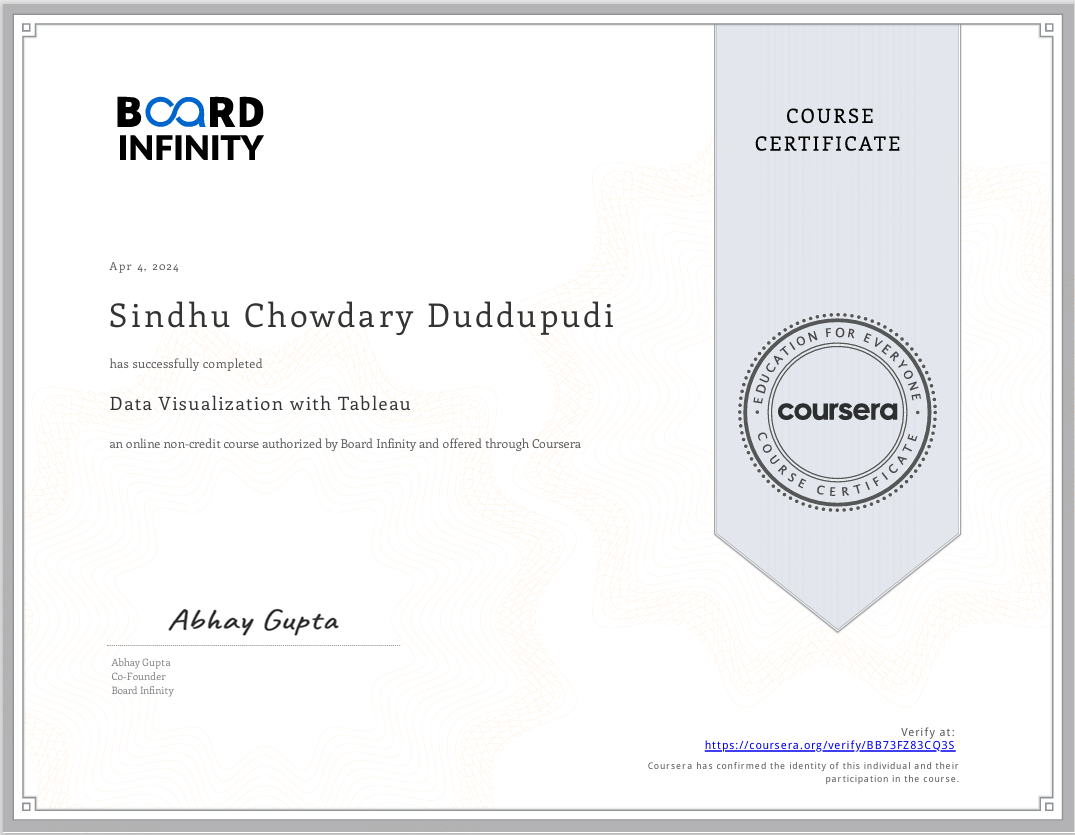 BOARD
INFINITY
COURSE
CERTIFICATE
Apr 4, 2024
Sindhu Chowdary Duddupudi
has successfully completed
Data Visualization with Tableau
an online non-credit course authorized by Board Infinity and offered through Coursera
EDUCATION FOR EVERYONE
coursera
COURSE CERTIFICATE
Abhay Gupta
Abhay Gupta
Co-Founder
Board Infinity
Verify at:
https://coursera.org/verify/BB73FZ83CQ3S
Coursera has confirmed the identity of this individual and their
participation in the course.